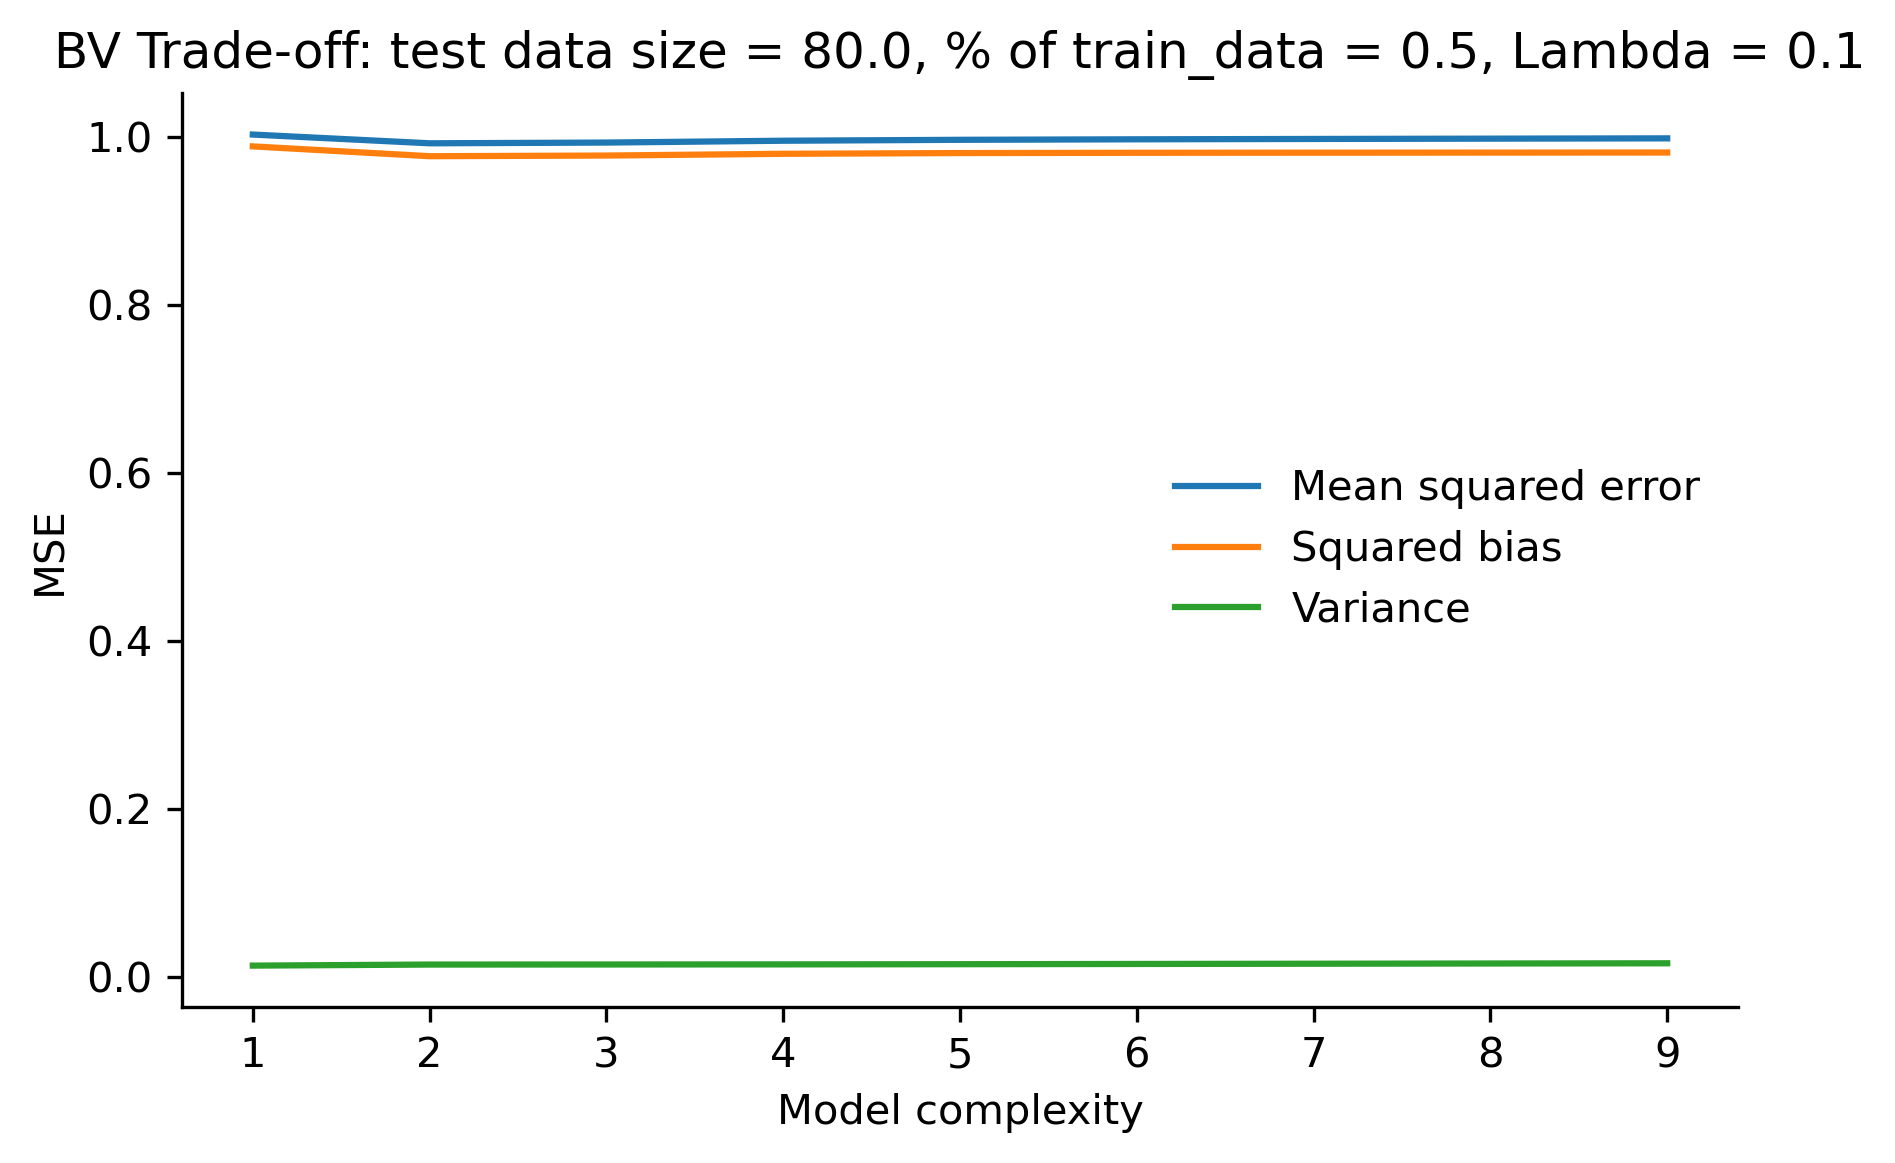 BV Trade-off: test data size = 80.0, % of train_data = 0.5, Lambda = 0.1
1.0
0.8
0.6
0.4
0.2
0.0
MSE
Mean squared error
Squared bias
Variance
1 2 3 4 5 6 7 8 9
Model complexity